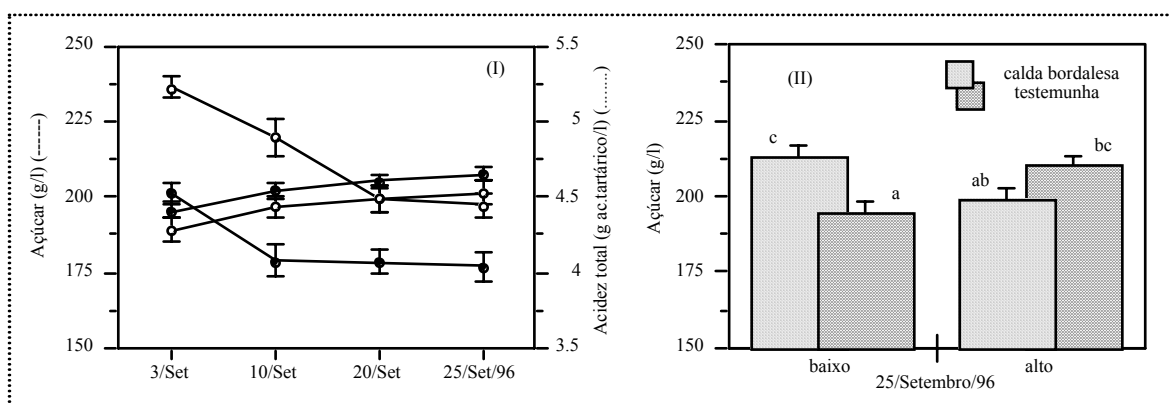 250
225
200
175
150
Açúcar (g/l) (------)
(I)
5.5
5
4.5
4
3.5
Acidez total (g ac.tartárico/l) (.......)
3/Set
10/Set
20/Set
25/Set/96
250
225
200
175
150
Açúcar (g/l)
(II)
calda bordalesa
testemunha
c
a
ab
bc
baixo
alto
25/Setembro/96